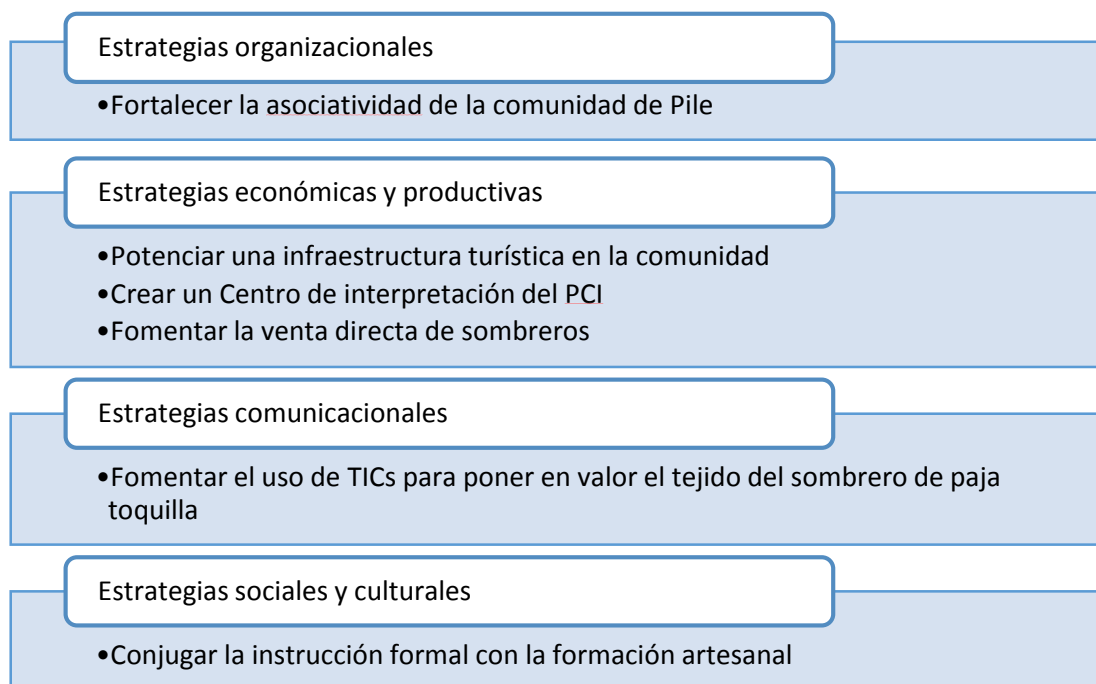 Estrategias organizacionales
•Fortalecer la asociatividad de la comunidad de Pile
Estrategias económicas y productivas
•Potenciar una infraestructura turística en la comunidad
•Crear un Centro de interpretación del PCI
•Fomentar la venta directa de sombreros
Estrategias comunicacionales
•Fomentar el uso de TICs para poner en valor el tejido del sombrero de paja
toquilla
Estrategias sociales y culturales
•Conjugar la instrucción formal con la formación artesanal